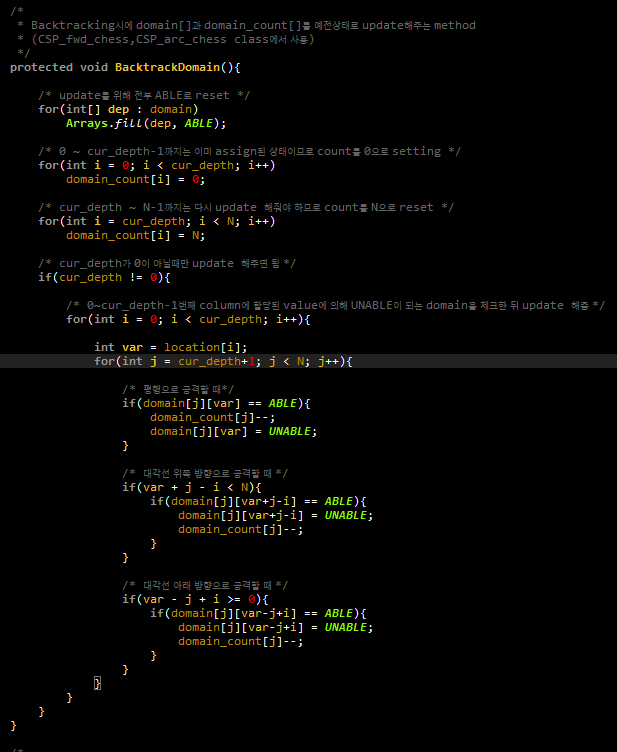 /*
 * Backtracking시에 domain[]과 domain_count[]를 예전상태로 update해주는 method
 * (CSP_fwd_chess,CSP_arc_chess class에서 사용)
 */
protected void BacktrackDomain(){
/* update를 위해 전부 ABLE로 reset */
for(int[] dep : domain)
Arrays.fill(dep, ABLE);
/* 0 ~ cur_depth-1까지는 이미 assign된 상태이므로 count를 0으로 setting */
for(int i = 0; i < cur_depth; i++)
domain_count[i] = 0;
/* cur_depth ~ N-1까지는 다시 update 해줘야 하므로 count를 N으로 reset */
for(int i = cur_depth; i < N; i++)
domain_count[i] = N;
/* cur_depth가 0이 아닐때만 update 해주면 됨 */
if(cur_depth != 0){
/* 0~cur_depth-1번째 column에 할당된 value에 의해 UNABLE이 되는 domain을 체크한 뒤 update 해줌 */
for(int i = 0; i < cur_depth; i++){
int var = location[i];
for(int j = cur_depth+1; j < N; j++){
/* 평행으로 공격할 때*/
if(domain[j][var] == ABLE){
domain_count[j]--;
domain[j][var] = UNABLE;
}
/* 대각선 위쪽 방향으로 공격할 때 */
if(var + j - i < N){
if(domain[j][var+j-i] == ABLE){
domain[j][var+j-i] = UNABLE;
domain_count[j]--;
}
}
/* 대각선 아래 방향으로 공격할 때 */
if(var - j + i >= 0){
if(domain[j][var-j+i] == ABLE){
domain[j][var-j+i] = UNABLE;
domain_count[j]--;
}
}
}
}
}
}
/*